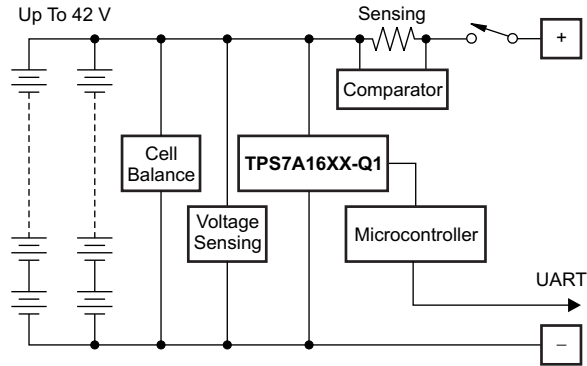 Up To 42 V
Sensing
+
Comparator
Cell
Balance
TPS7A16XX-Q1
Voltage
Sensing
Microcontroller
UART
−